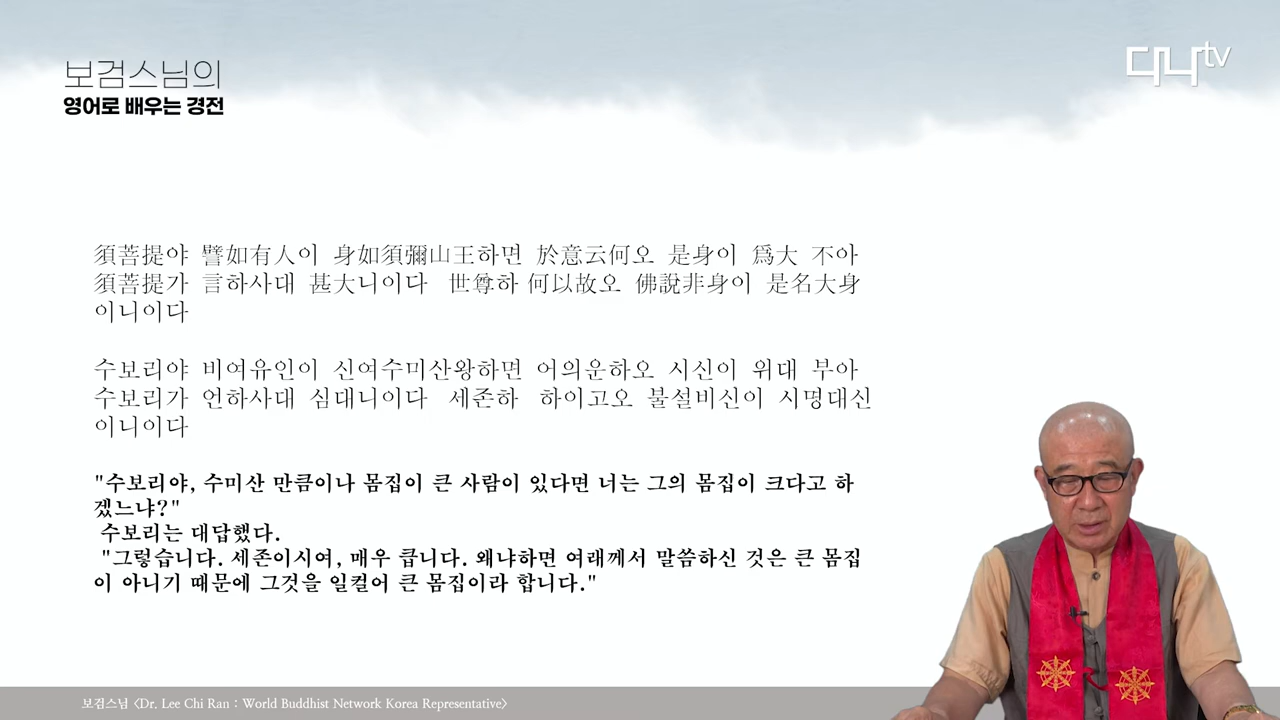 보검스님의
영어로 배우는 경전
다나tv
須菩提야 譬如有人이 身如須彌山王하면 於意云何오 是身이 爲大 不아
須菩提가 言하사대 甚大니이다 世尊하 何以故오 佛說非身이 是名大身
이니이다
수보리야 비여유인이 신여수미산왕하면 어의운하오 시신이 위대 부아
수보리가 언하사대 심대니이다 세존하 하이고오 불설비신이 시명대신
이니이다
"수보리야, 수미산 만큼이나 몸집이 큰 사람이 있다면 너는 그의 몸집이 크다고 하
겠느냐?"
수보리는 대답했다.
"그렇습니다. 세존이시여, 매우 큽니다. 왜냐하면 여래께서 말씀하신 것은 큰 몸집
이 아니기 때문에 그것을 일컬어 큰 몸집이라 합니다."
보검스님 <Dr. Lee Chi Ran : World Buddhist Network Korea Representative>